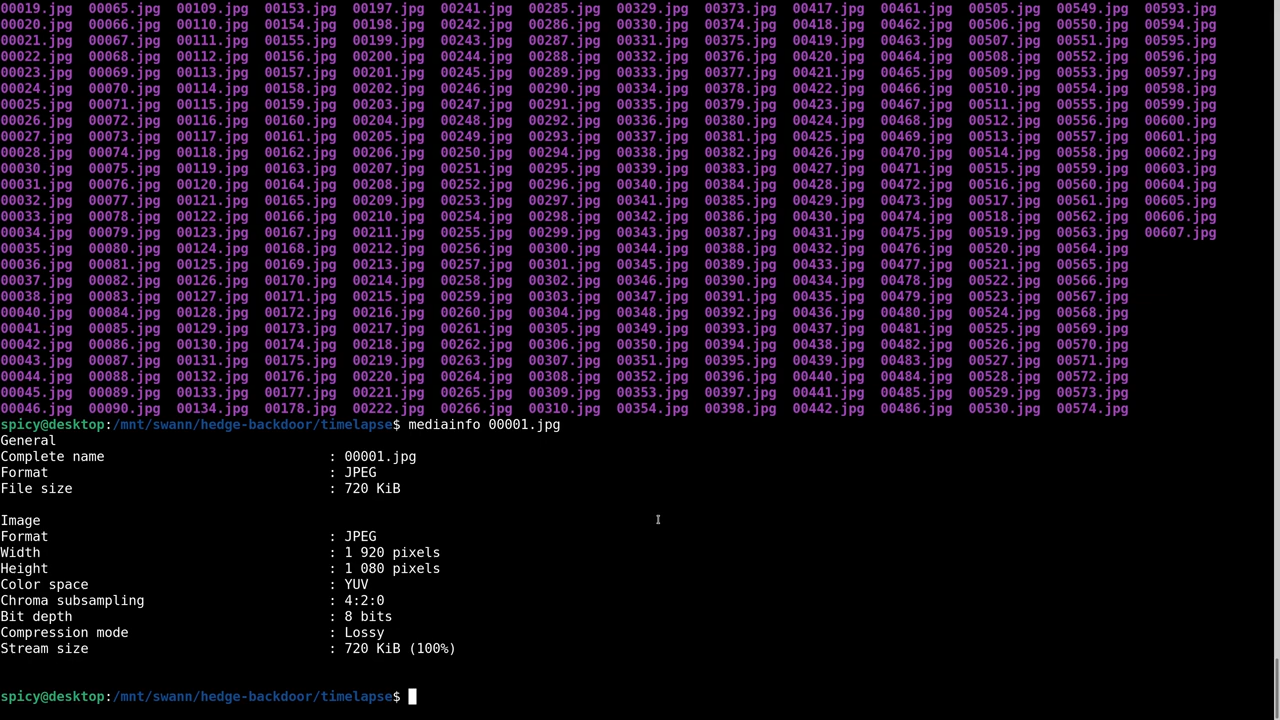 00019.jpg 00065.jpg 00109.jpg 00153.jpg 00197.jpg 00241.jpg 00285.jpg 00329.jpg 00373.jpg 00417.jpg 00461.jpg 00505.jpg 00549.jpg 00593.jpg
00020.jpg 00066.jpg 00110.jpg 00154.jpg 00198.jpg 00242.jpg 00286.jpg 00330.jpg 00374.jpg 00418.jpg 00462.jpg 00506.jpg 00550.jpg 00594.jpg
00021.jpg 00067.jpg 00111.jpg 00155.jpg 00199.jpg 00243.jpg 00287.jpg 00331.jpg 00375.jpg 00419.jpg 00463.jpg 00507.jpg 00551.jpg 00595.jpg
00022.jpg 00068.jpg 00112.jpg 00156.jpg 00200.jpg 00244.jpg 00288.jpg 00332.jpg 00376.jpg 00420.jpg 00464.jpg 00508.jpg 00552.jpg 00596.jpg
00023.jpg 00069.jpg 00113.jpg 00157.jpg 00201.jpg 00245.jpg 00289.jpg 00333.jpg 00377.jpg 00421.jpg 00465.jpg 00509.jpg 00553.jpg 00597.jpg
00024.jpg 00070.jpg 00114.jpg 00158.jpg 00202.jpg 00246.jpg 00290.jpg 00334.jpg 00378.jpg 00422.jpg 00466.jpg 00510.jpg 00554.jpg 00598.jpg
00025.jpg 00071.jpg 00115.jpg 00159.jpg 00203.jpg 00247.jpg 00291.jpg 00335.jpg 00379.jpg 00423.jpg 00467.jpg 00511.jpg 00555.jpg 00599.jpg
00026.jpg 00072.jpg 00116.jpg 00160.jpg 00204.jpg 00248.jpg 00292.jpg 00336.jpg 00380.jpg 00424.jpg 00468.jpg 00512.jpg 00556.jpg 00600.jpg
00027.jpg 00073.jpg 00117.jpg 00161.jpg 00205.jpg 00249.jpg 00293.jpg 00337.jpg 00381.jpg 00425.jpg 00469.jpg 00513.jpg 00557.jpg 00601.jpg
00028.jpg 00074.jpg 00118.jpg 00162.jpg 00206.jpg 00250.jpg 00294.jpg 00338.jpg 00382.jpg 00426.jpg 00470.jpg 00514.jpg 00558.jpg 00602.jpg
00030.jpg 00075.jpg 00119.jpg 00163.jpg 00207.jpg 00251.jpg 00295.jpg 00339.jpg 00383.jpg 00427.jpg 00471.jpg 00515.jpg 00559.jpg 00603.jpg
00031.jpg 00076.jpg 00120.jpg 00164.jpg 00208.jpg 00252.jpg 00296.jpg 00340.jpg 00384.jpg 00428.jpg 00472.jpg 00516.jpg 00560.jpg 00604.jpg
00032.jpg 00077.jpg 00121.jpg 00165.jpg 00209.jpg 00253.jpg 00297.jpg 00341.jpg 00385.jpg 00429.jpg 00473.jpg 00517.jpg 00561.jpg 00605.jpg
00033.jpg 00078.jpg 00122.jpg 00166.jpg 00210.jpg 00254.jpg 00298.jpg 00342.jpg 00386.jpg 00430.jpg 00474.jpg 00518.jpg 00562.jpg 00606.jpg
00034.jpg 00079.jpg 00123.jpg 00167.jpg 00211.jpg 00255.jpg 00299.jpg 00343.jpg 00387.jpg 00431.jpg 00475.jpg 00519.jpg 00563.jpg 00607.jpg
00035.jpg 00080.jpg 00124.jpg 00168.jpg 00212.jpg 00256.jpg 00300.jpg 00344.jpg 00388.jpg 00432.jpg 00476.jpg 00520.jpg 00564.jpg
00036.jpg 00081.jpg 00125.jpg 00169.jpg 00213.jpg 00257.jpg 00301.jpg 00345.jpg 00389.jpg 00433.jpg 00477.jpg 00521.jpg 00565.jpg
00037.jpg 00082.jpg 00126.jpg 00170.jpg 00214.jpg 00258.jpg 00302.jpg 00346.jpg 00390.jpg 00434.jpg 00478.jpg 00522.jpg 00566.jpg
00038.jpg 00083.jpg 00127.jpg 00171.jpg 00215.jpg 00259.jpg 00303.jpg 00347.jpg 00391.jpg 00435.jpg 00479.jpg 00523.jpg 00567.jpg
00040.jpg 00084.jpg 00128.jpg 00172.jpg 00216.jpg 00260.jpg 00304.jpg 00348.jpg 00392.jpg 00436.jpg 00480.jpg 00524.jpg 00568.jpg
00041.jpg 00085.jpg 00129.jpg 00173.jpg 00217.jpg 00261.jpg 00305.jpg 00349.jpg 00393.jpg 00437.jpg 00481.jpg 00525.jpg 00569.jpg
00042.jpg 00086.jpg 00130.jpg 00174.jpg 00218.jpg 00262.jpg 00306.jpg 00350.jpg 00394.jpg 00438.jpg 00482.jpg 00526.jpg 00570.jpg
00043.jpg 00087.jpg 00131.jpg 00175.jpg 00219.jpg 00263.jpg 00307.jpg 00351.jpg 00395.jpg 00439.jpg 00483.jpg 00527.jpg 00571.jpg
00044.jpg 00088.jpg 00132.jpg 00176.jpg 00220.jpg 00264.jpg 00308.jpg 00352.jpg 00396.jpg 00440.jpg 00484.jpg 00528.jpg 00572.jpg
00045.jpg 00089.jpg 00133.jpg 00177.jpg 00221.jpg 00265.jpg 00309.jpg 00353.jpg 00397.jpg 00441.jpg 00485.jpg 00529.jpg 00573.jpg
00046.jpg 00090.jpg 00134.jpg 00178.jpg 00222.jpg 00266.jpg 00310.jpg 00354.jpg 00398.jpg 00442.jpg 00486.jpg 00530.jpg 00574.jpg
spicy@desktop:/mnt/swann/hedge-backdoor/timelapse$ mediainfo 00001.jpg
General
Complete name : 00001.jpg
Format : JPEG
File size : 720 KiB
Image
Format : JPEG
Width : 1 920 pixels
Height : 1 080 pixels
Color space : YUV
Chroma subsampling : 4:2:0
Bit depth : 8 bits
Compression mode : Lossy
Stream size : 720 KiB (100%)
spicy@desktop:/mnt/swann/hedge-backdoor/timelapse$